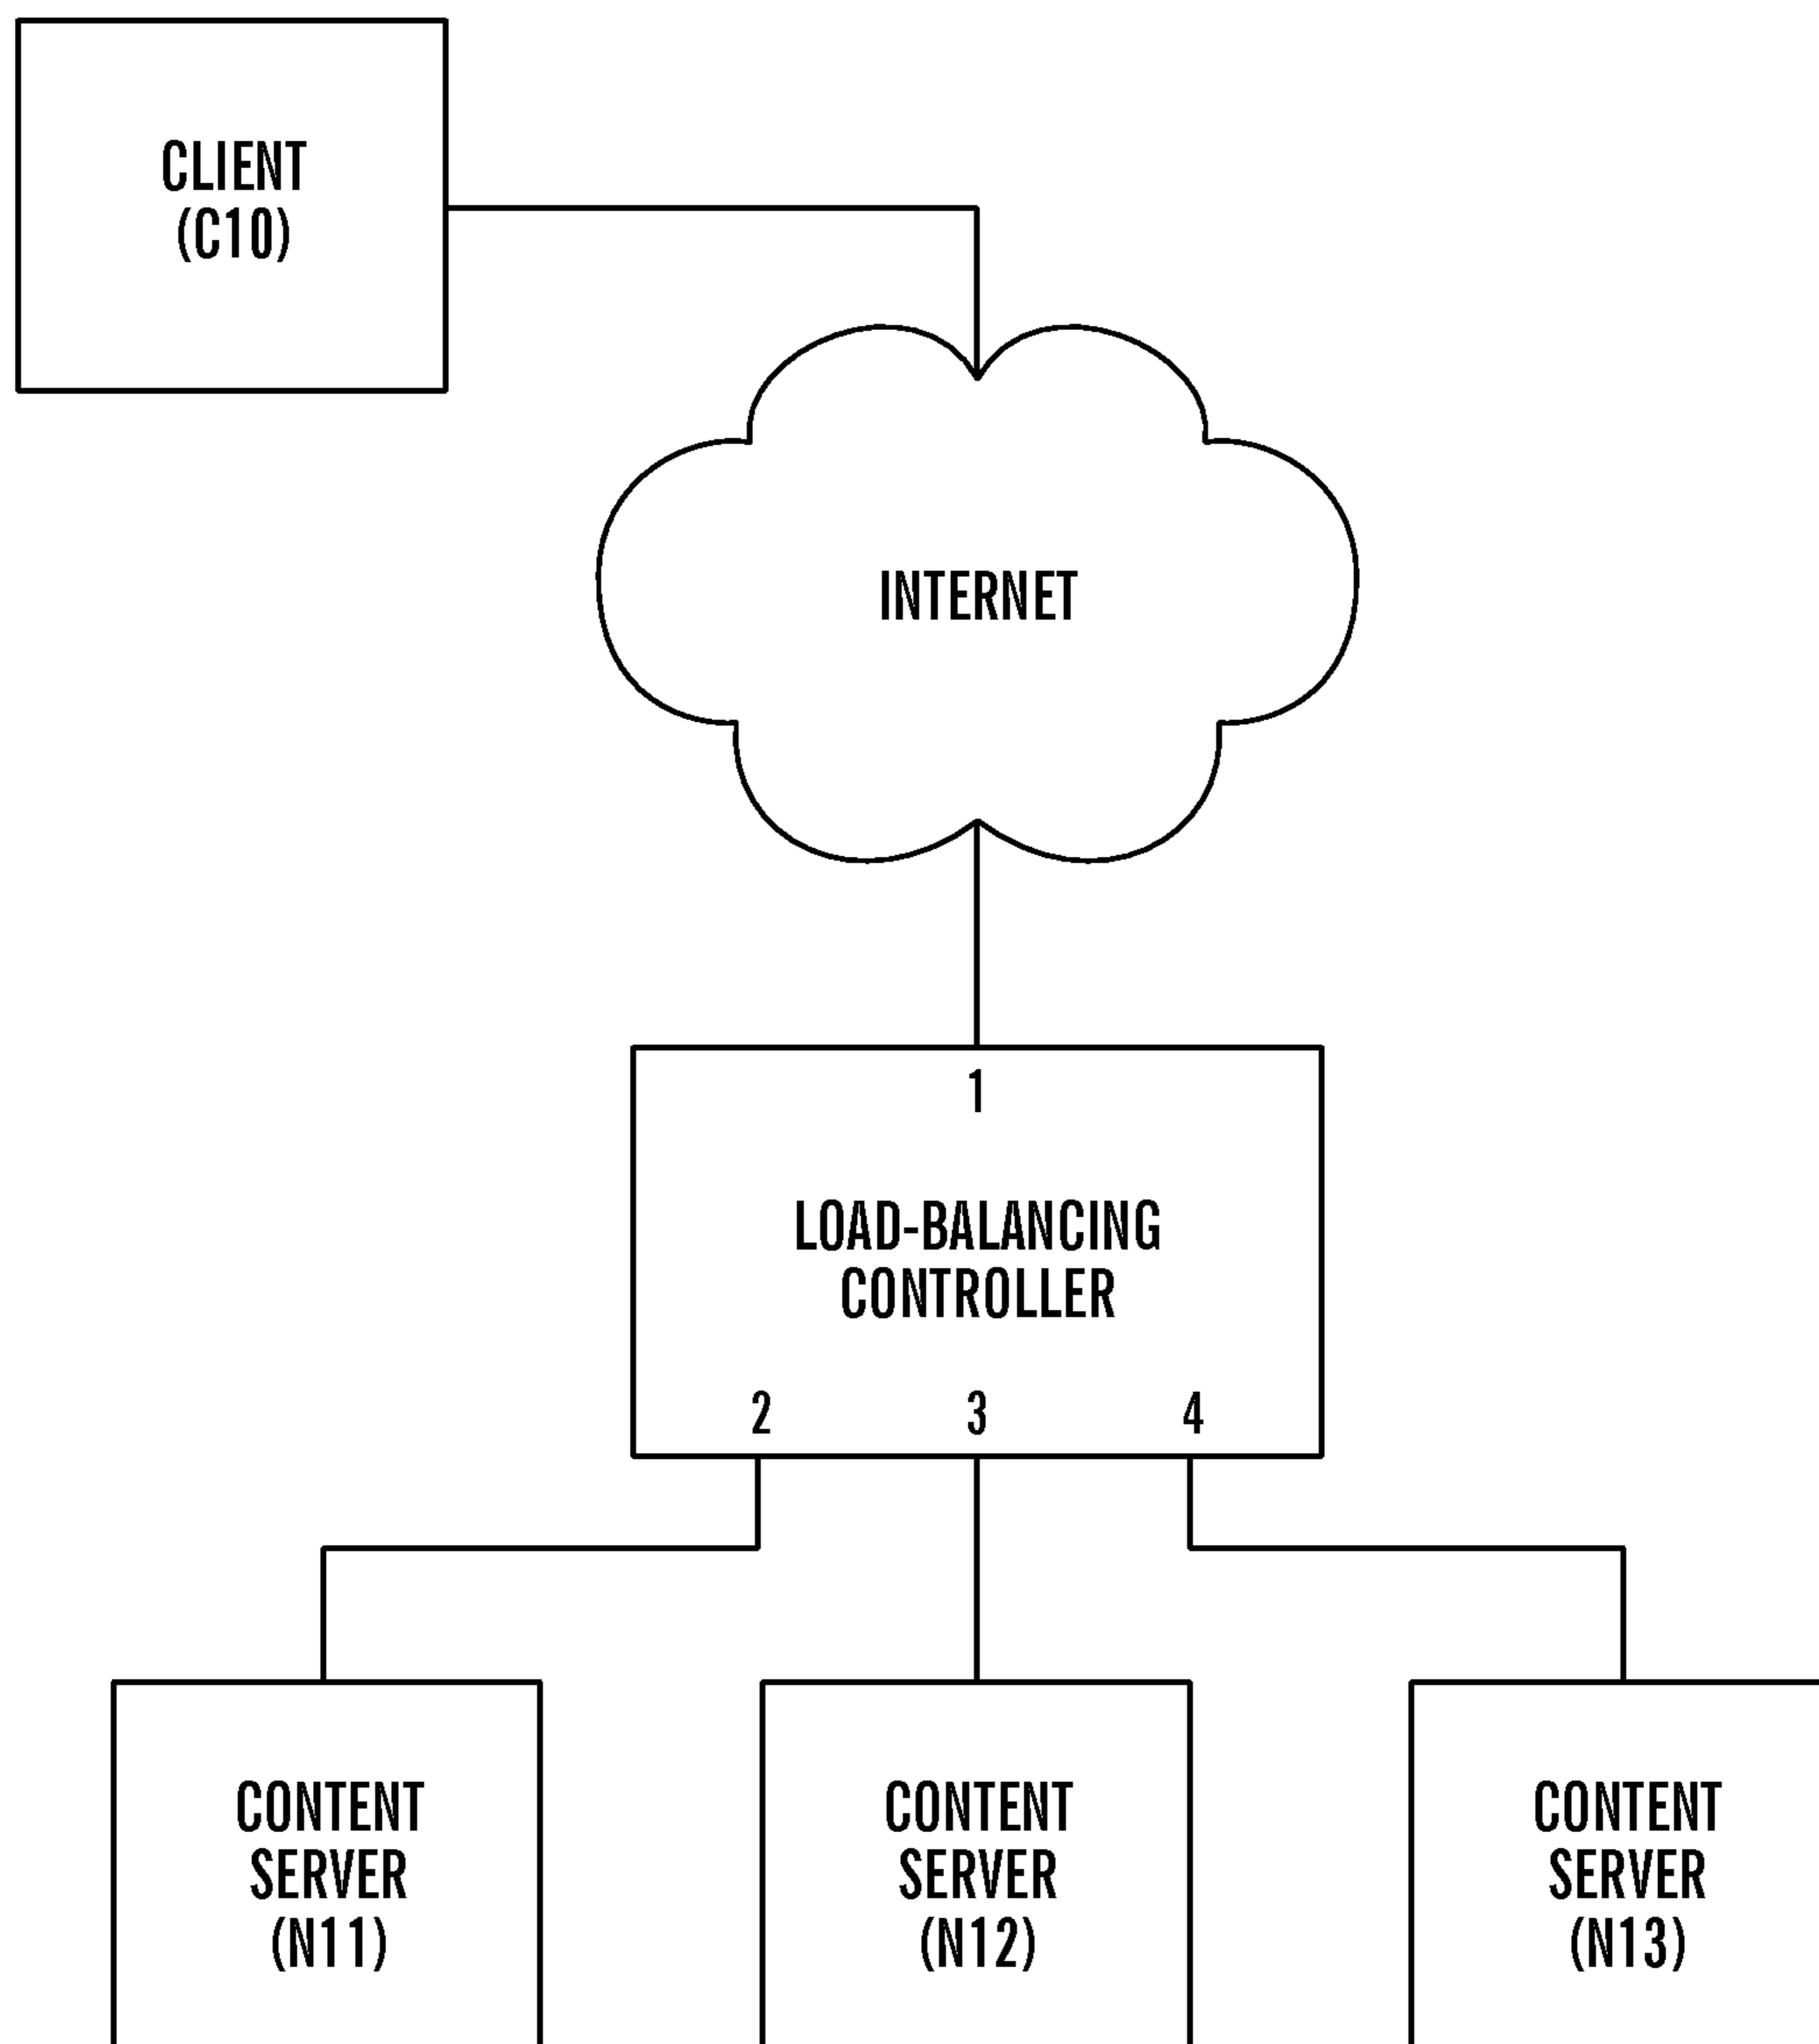 CLIENT
(C10)
INTERNET
1
LOAD-BALANCING
CONTROLLER
2 3 4
CONTENT
SERVER
(N11)
CONTENT
SERVER
(N12)
CONTENT
SERVER
(N13)